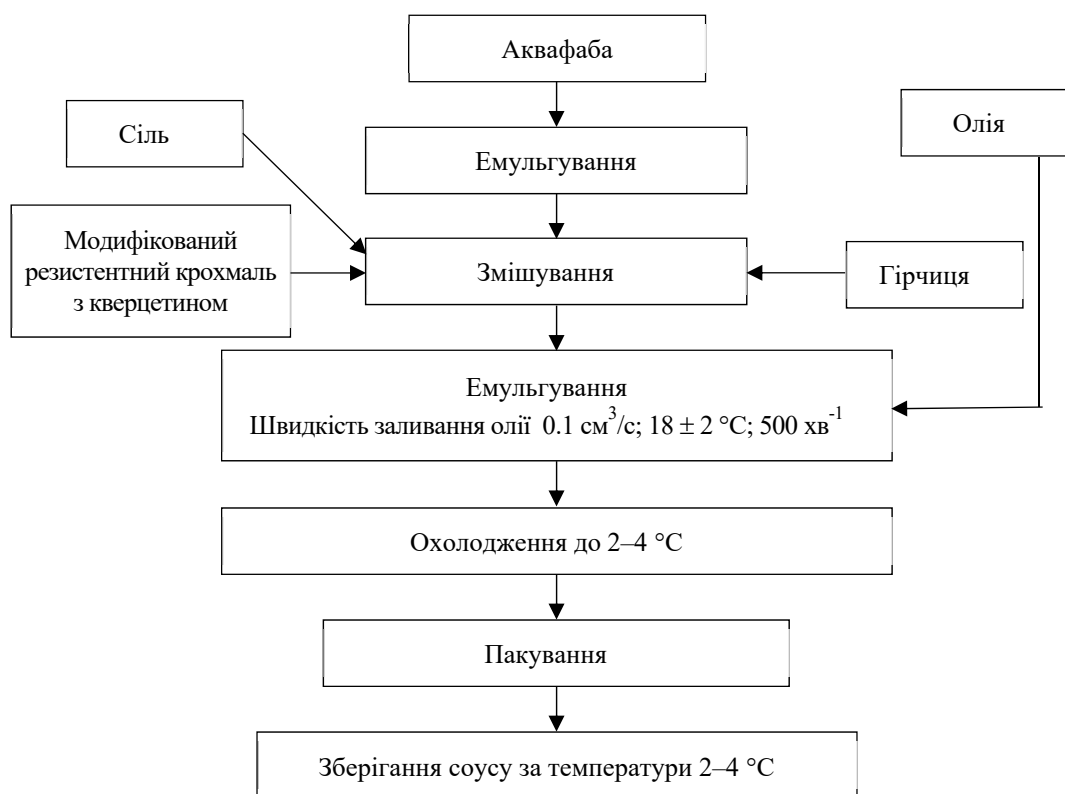 Аквафаба
Сіль
Олія
Емульгування
Модифікований
резистентний крохмаль
з кверцетином
Змішування
Гірчиця
Емульгування
Швидкість заливання олії 0.1 см³/с; 18 ± 2 °C; 500 хв⁻¹
Охолодження до 2–4 °C
Пакування
Зберігання соусу за температури 2–4 °C